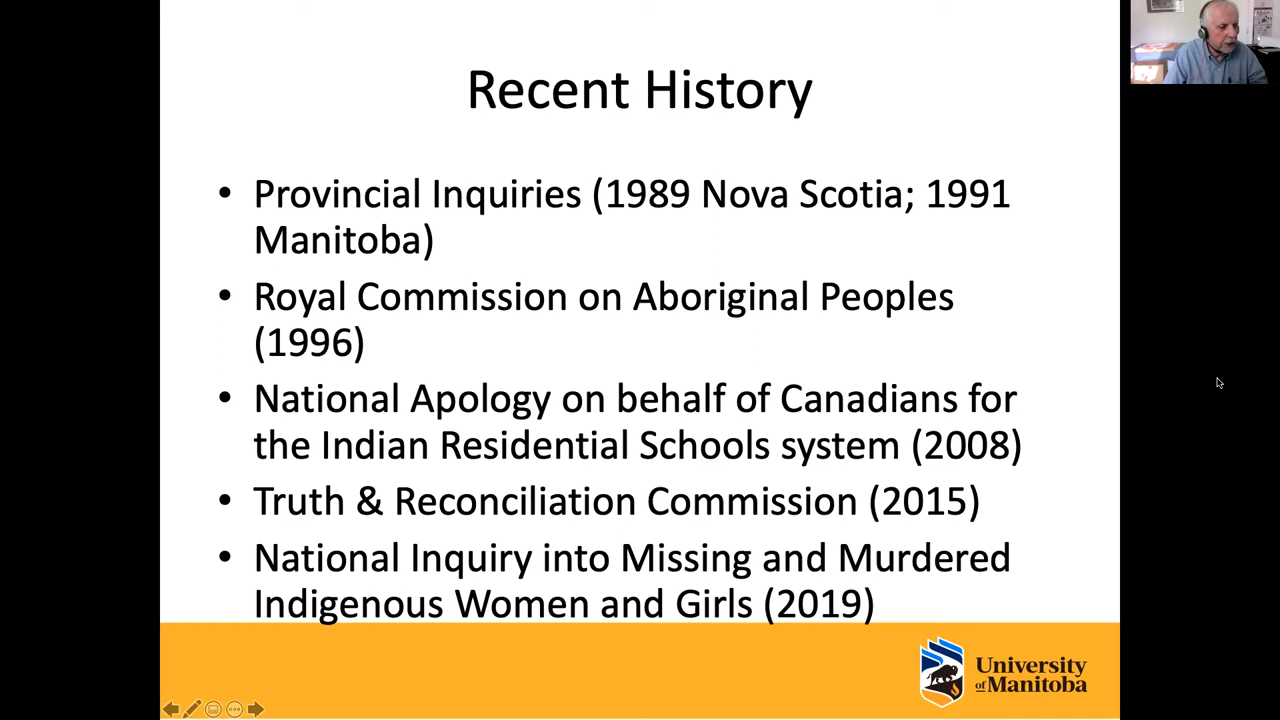 Recent History
• Provincial Inquiries (1989 Nova Scotia; 1991
Manitoba)
• Royal Commission on Aboriginal Peoples
(1996)
• National Apology on behalf of Canadians for
the Indian Residential Schools system (2008)
• Truth & Reconciliation Commission (2015)
• National Inquiry into Missing and Murdered
Indigenous Women and Girls (2019)
University
of Manitoba